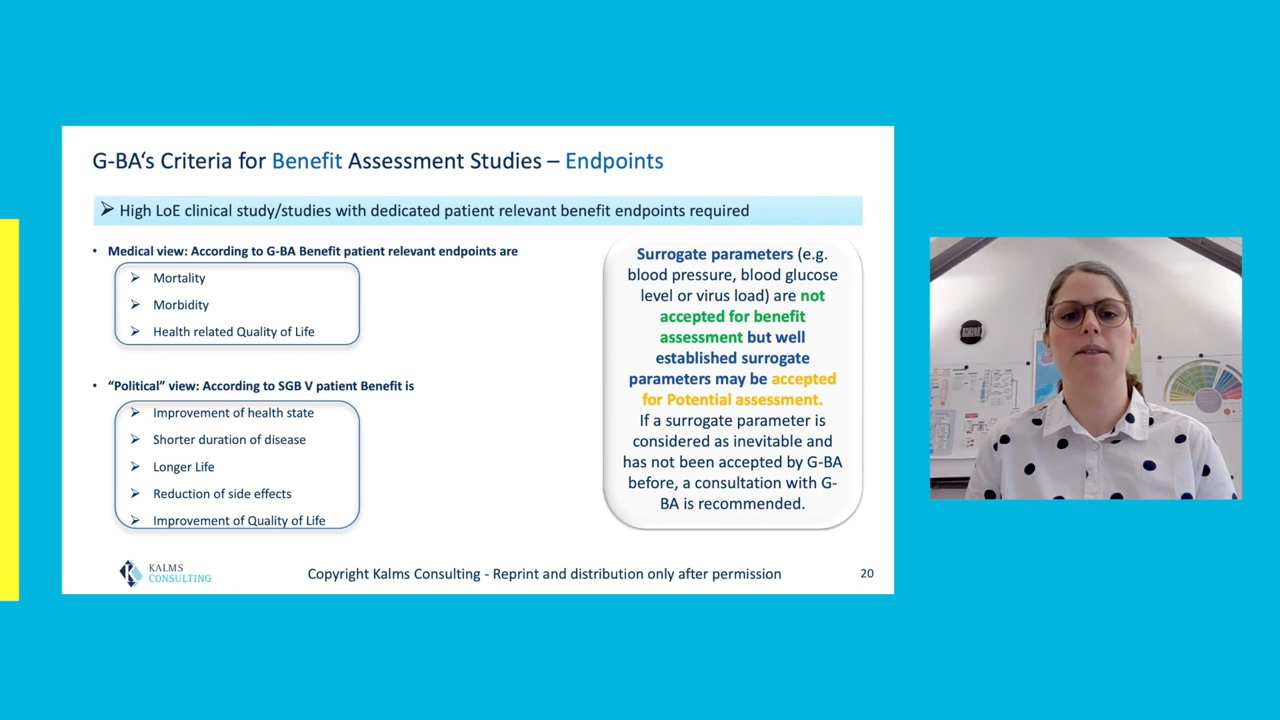 G-BA‘s Criteria for Benefit Assessment Studies – Endpoints
➢ High LoE clinical study/studies with dedicated patient relevant benefit endpoints required
• Medical view: According to G-BA Benefit patient relevant endpoints are
➢ Mortality
➢ Morbidity
➢ Health related Quality of Life
• “Political” view: According to SGB V patient Benefit is
➢ Improvement of health state
➢ Shorter duration of disease
➢ Longer Life
➢ Reduction of side effects
➢ Improvement of Quality of Life
Surrogate parameters (e.g.
blood pressure, blood glucose
level or virus load) are not
accepted for benefit
assessment but well
established surrogate
parameters may be accepted
for Potential assessment.
If a surrogate parameter is
considered as inevitable and
has not been accepted by G-BA
before, a consultation with G-
BA is recommended.
KALMS
CONSULTING
Copyright Kalms Consulting - Reprint and distribution only after permission
20